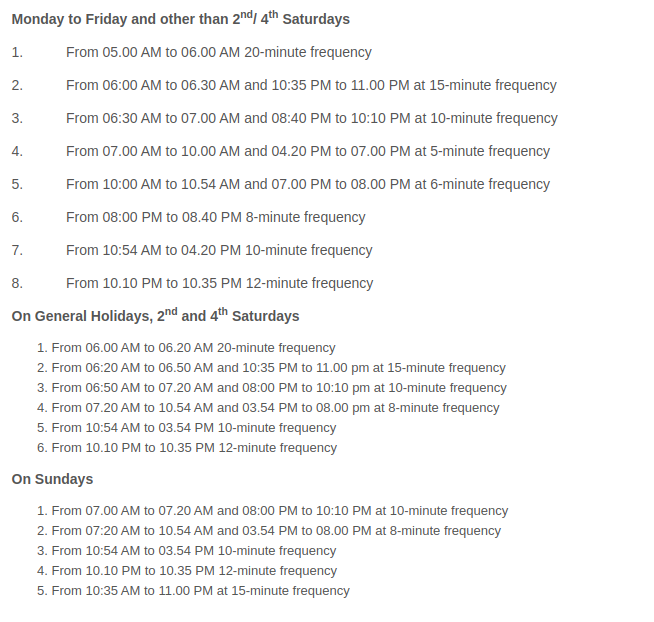 Monday to Friday and other than 2nd/ 4th Saturdays
1. From 05.00 AM to 06.00 AM 20-minute frequency
2. From 06:00 AM to 06.30 AM and 10:35 PM to 11.00 PM at 15-minute frequency
3. From 06:30 AM to 07.00 AM and 08:40 PM to 10:10 PM at 10-minute frequency
4. From 07.00 AM to 10.00 AM and 04.20 PM to 07.00 PM at 5-minute frequency
5. From 10:00 AM to 10.54 AM and 07.00 PM to 08.00 PM at 6-minute frequency
6. From 08:00 PM to 08.40 PM 8-minute frequency
7. From 10:54 AM to 04.20 PM 10-minute frequency
8. From 10.10 PM to 10.35 PM 12-minute frequency
On General Holidays, 2nd and 4th Saturdays
1. From 06.00 AM to 06.20 AM 20-minute frequency
2. From 06:20 AM to 06.50 AM and 10:35 PM to 11.00 pm at 15-minute frequency
3. From 06:50 AM to 07.20 AM and 08:00 PM to 10:10 pm at 10-minute frequency
4. From 07.20 AM to 10.54 AM and 03.54 PM to 08.00 pm at 8-minute frequency
5. From 10:54 AM to 03.54 PM 10-minute frequency
6. From 10.10 PM to 10.35 PM 12-minute frequency
On Sundays
1. From 07.00 AM to 07.20 AM and 08:00 PM to 10:10 PM at 10-minute frequency
2. From 07:20 AM to 10.54 AM and 03.54 PM to 08.00 PM at 8-minute frequency
3. From 10:54 AM to 03.54 PM 10-minute frequency
4. From 10.10 PM to 10.35 PM 12-minute frequency
5. From 10:35 AM to 11.00 PM at 15-minute frequency